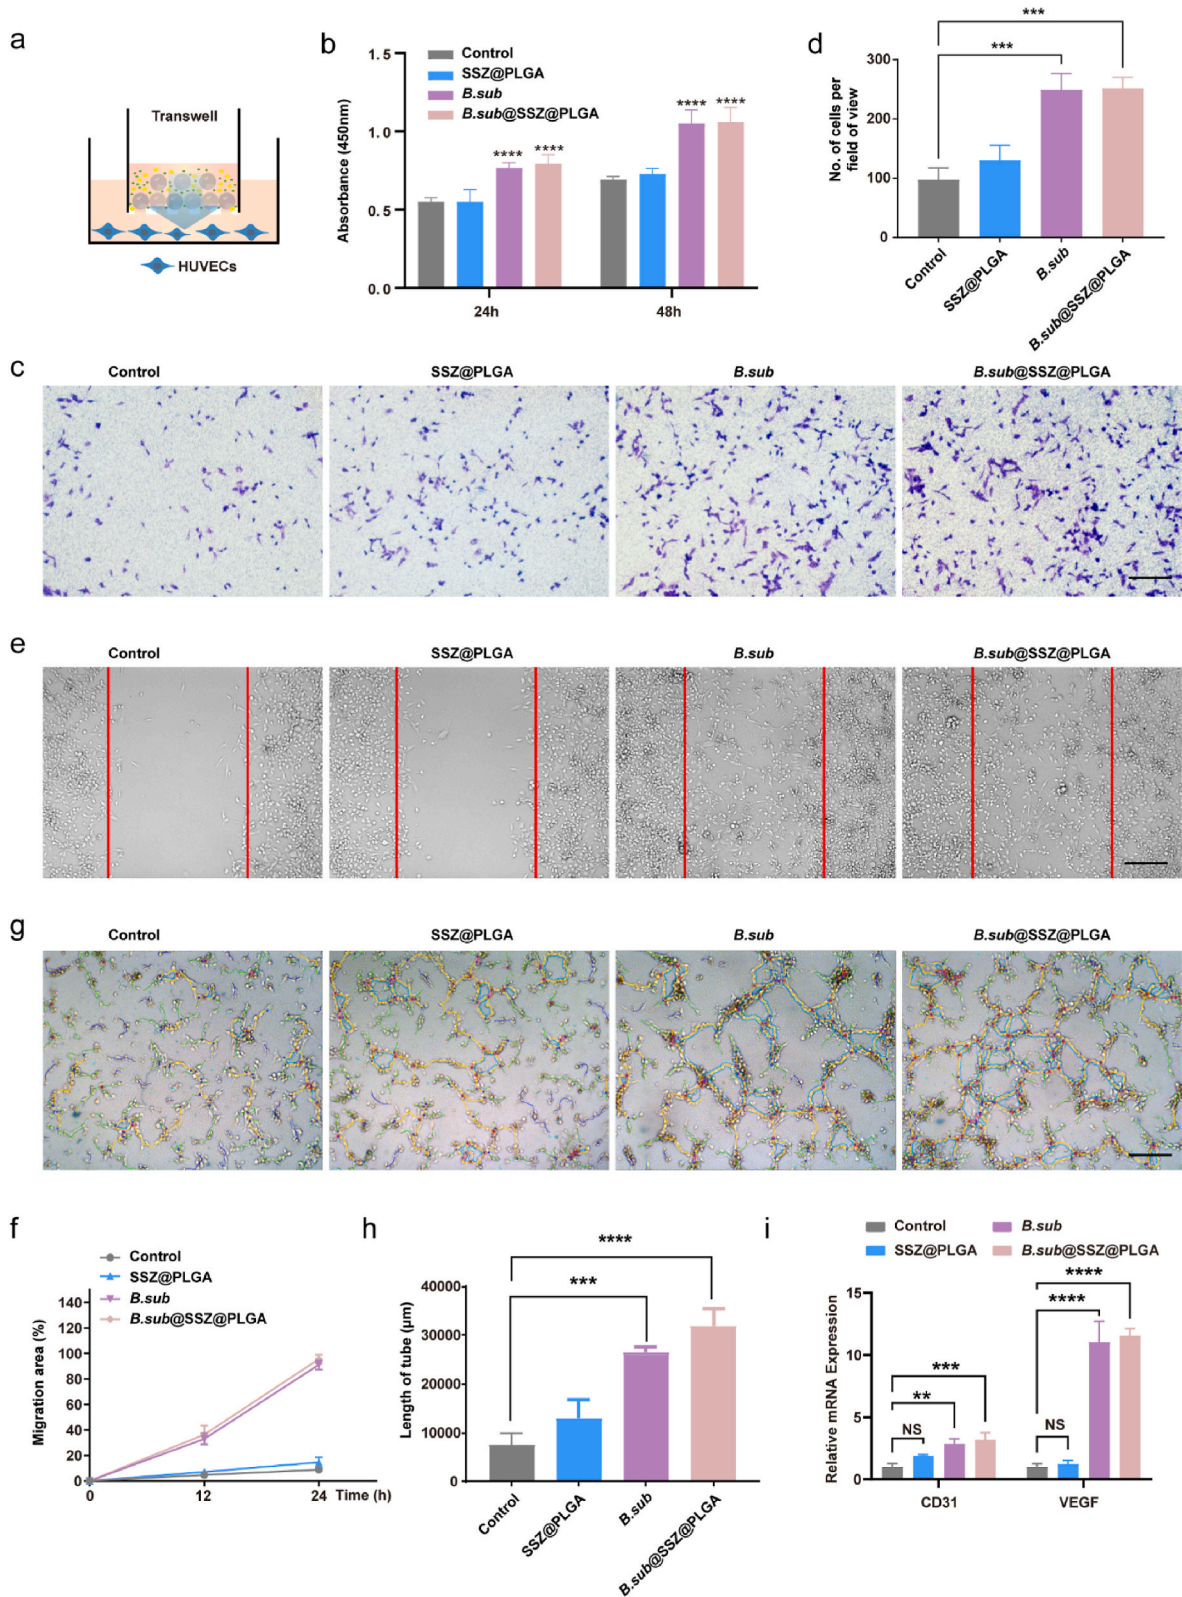 a
Transwell
HUVECs
b
Control
SSZ@PLGA
B.sub
B.sub@SSZ@PLGA
Absorbance (450nm)
1.5
1.0
0.5
0.0
****
****
****
****
24h
48h
d
***
***
No. of cells per
field of view
300
200
100
0
Control
SSZ@PLGA
B.sub
B.sub@SSZ@PLGA
c
Control
SSZ@PLGA
B.sub
B.sub@SSZ@PLGA
e
Control
SSZ@PLGA
B.sub
B.sub@SSZ@PLGA
g
Control
SSZ@PLGA
B.sub
B.sub@SSZ@PLGA
f
Control
SSZ@PLGA
B.sub
B.sub@SSZ@PLGA
Migration area (%)
140
120
100
80
60
40
20
0
0
12
24
Time (h)
h
****
***
Length of tube (μm)
40000
30000
20000
10000
0
Control
SSZ@PLGA
B.sub
B.sub@SSZ@PLGA
i
Control
SSZ@PLGA
B.sub
B.sub@SSZ@PLGA
Relative mRNA Expression
15
10
5
0
NS
**
***
NS
****
****
CD31
VEGF